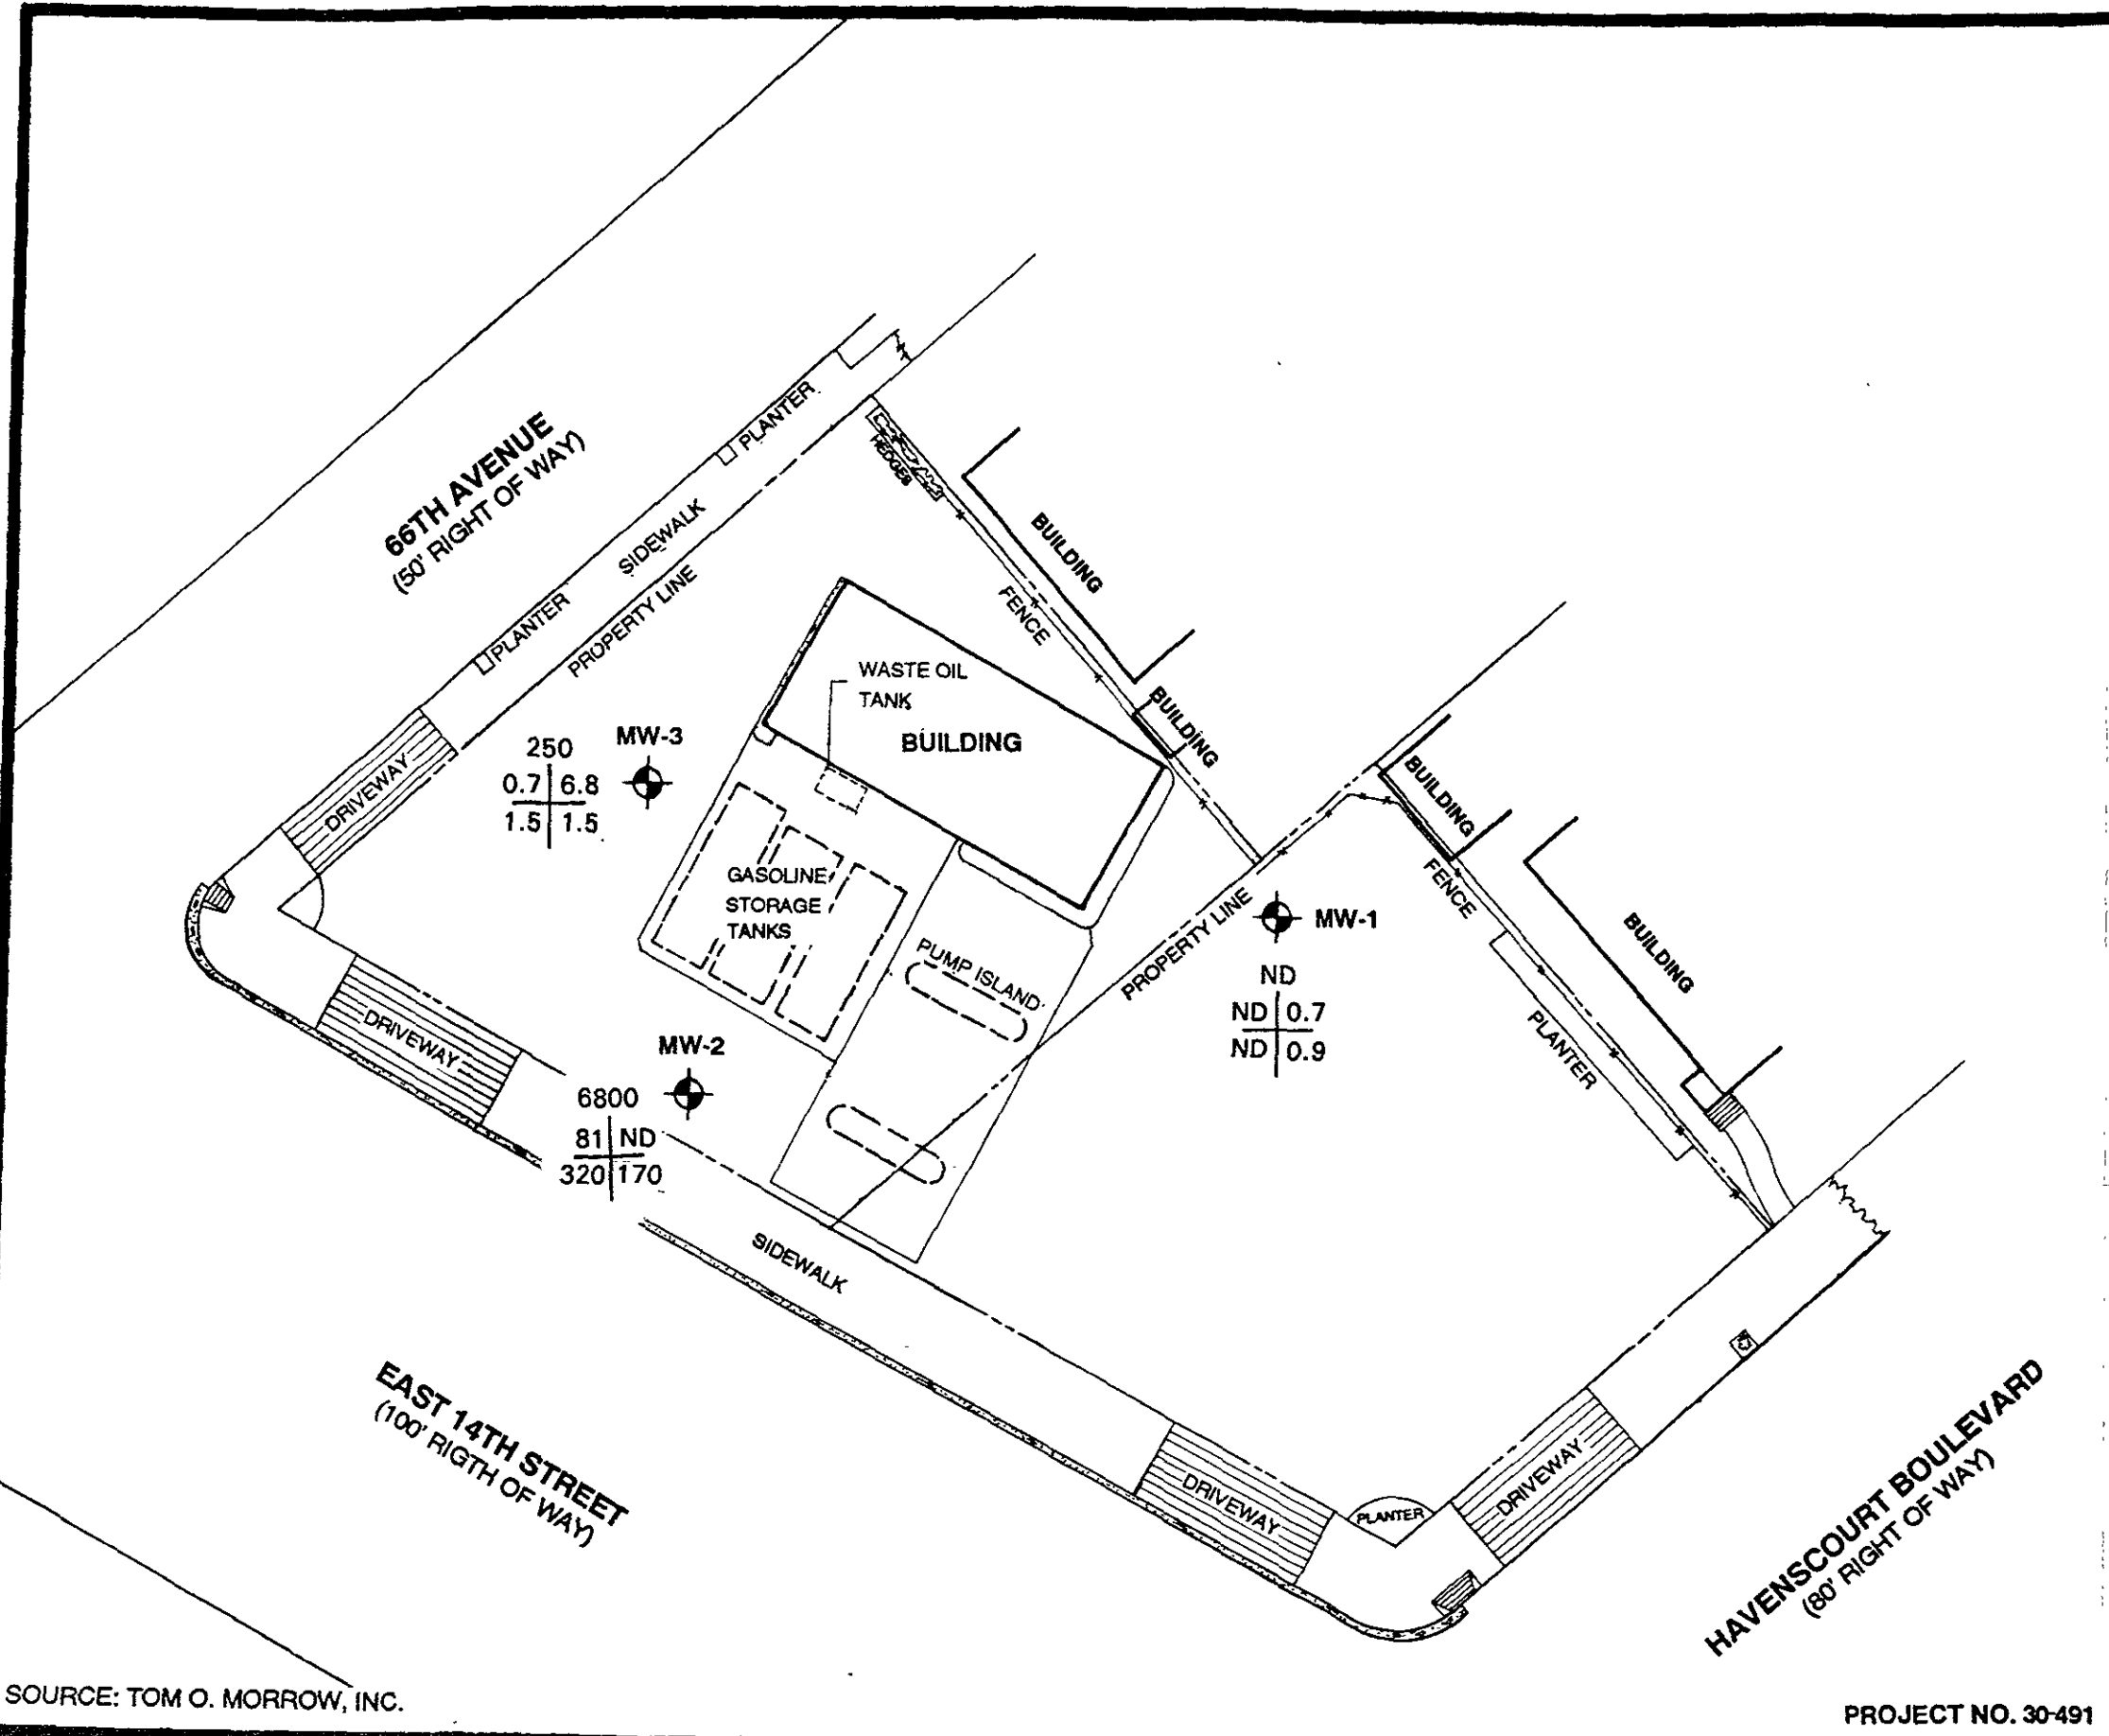 66TH AVENUE
(50' RIGHT OF WAY)
PLANTER
HEDGES
SIDEWALK
PLANTER
PROPERTY LINE
BUILDING
FENCE
WASTE OIL
TANK
BUILDING
BUILDING
MW-3
250
0.7 6.8
1.5 1.5
DRIVEWAY
BUILDING
FENCE
GASOLINE
STORAGE
TANKS
PUMP ISLAND
PROPERTY LINE
MW-1
ND
ND 0.7
ND 0.9
BUILDING
PLANTER
DRIVEWAY
MW-2
6800
81 ND
320 170
SIDEWALK
EAST 14TH STREET
(100' RIGTH OF WAY)
DRIVEWAY
PLANTER
DRIVEWAY
HAVENSCOURT BOULEVARD
(80' RIGHT OF WAY)
SOURCE: TOM O. MORROW, INC.
PROJECT NO. 30-491